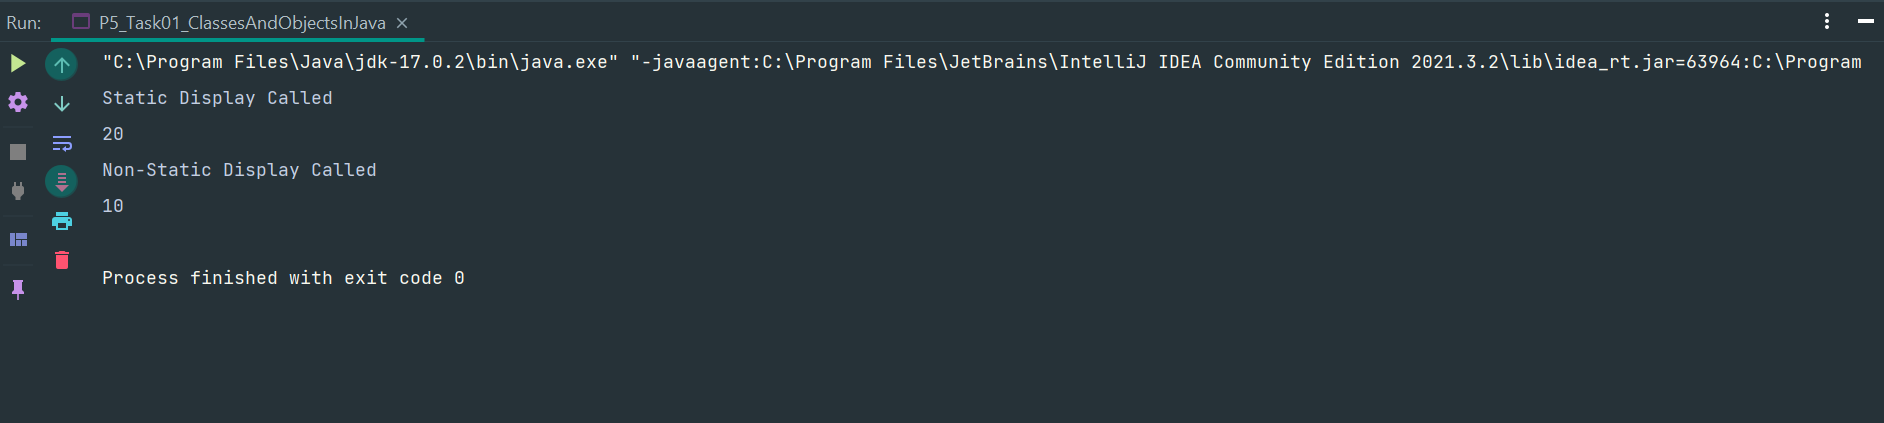 Run: P5_Task01_ClassesAndObjectsInJava
"C:\Program Files\Java\jdk-17.0.2\bin\java.exe" "-javaagent:C:\Program Files\JetBrains\IntelliJ IDEA Community Edition 2021.3.2\lib\idea_rt.jar=63964:C:\Program
Static Display Called
20
Non-Static Display Called
10
Process finished with exit code 0